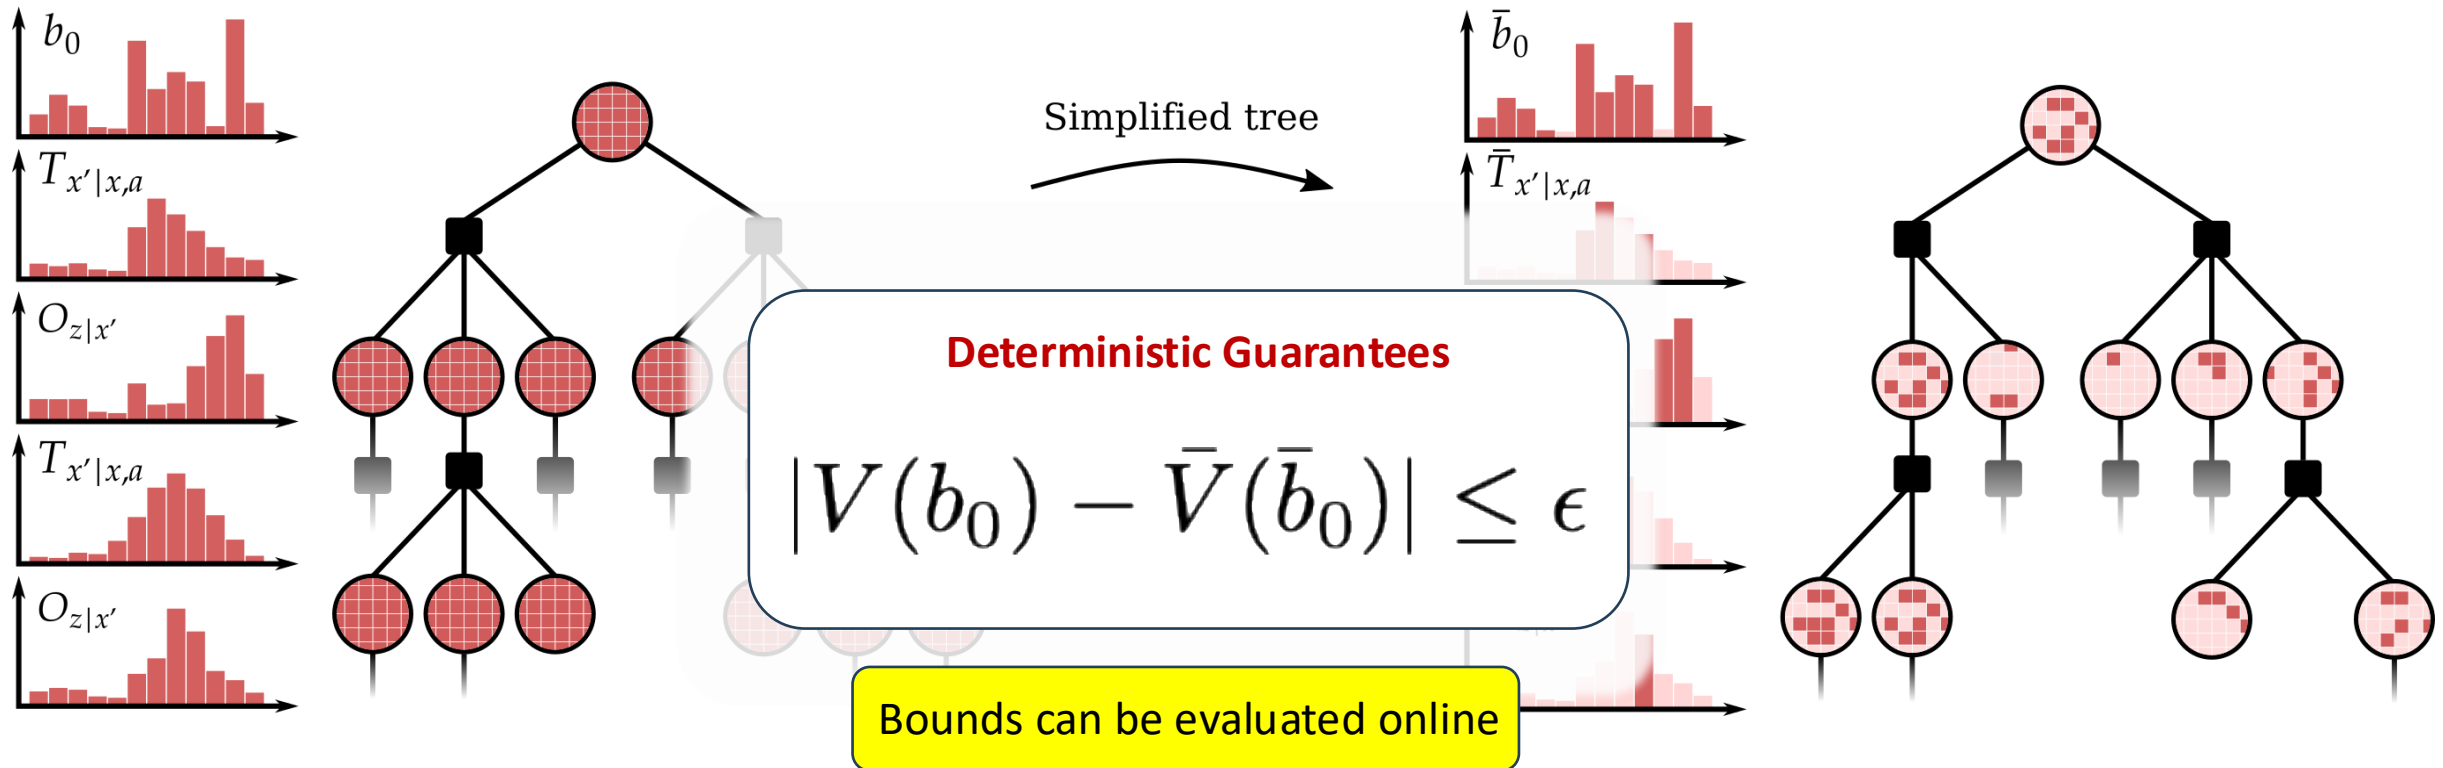 b₀
T_{x′|x,a}
O_{z|x′}
T_{x′|x,a}
O_{z|x′}
Simplified tree
b̄₀
T̄_{x′|x,a}
Deterministic Guarantees
|V(b₀) − V̄(b̄₀)| ≤ ϵ
Bounds can be evaluated online